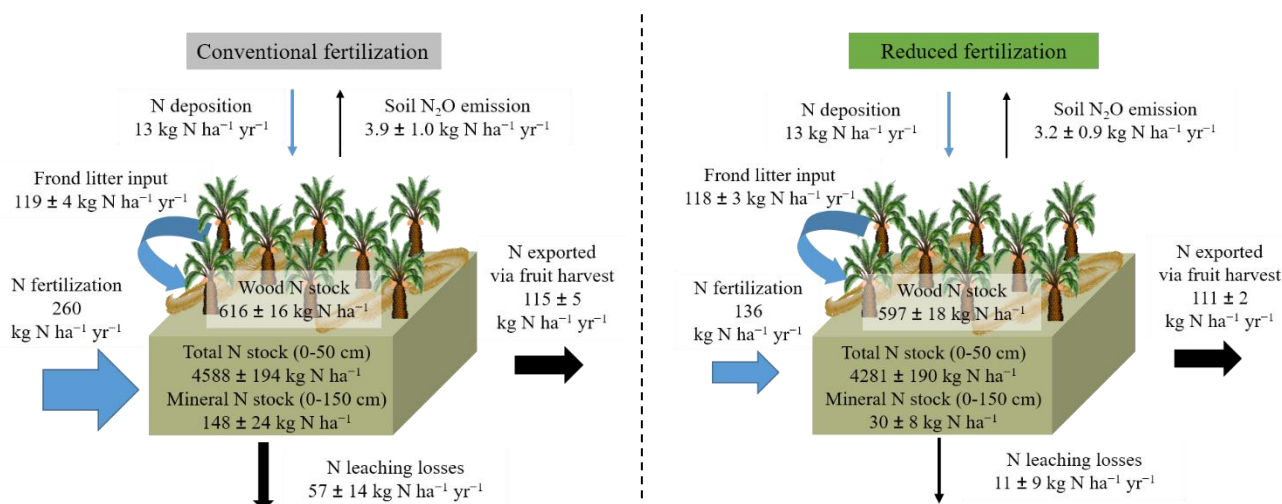 Conventional fertilization
N deposition
13 kg N ha⁻¹ yr⁻¹
Soil N₂O emission
3.9 ± 1.0 kg N ha⁻¹ yr⁻¹
Frond litter input
119 ± 4 kg N ha⁻¹ yr⁻¹
N fertilization
260
kg N ha⁻¹ yr⁻¹
Wood N stock
616 ± 16 kg N ha⁻¹
N exported
via fruit harvest
115 ± 5
kg N ha⁻¹ yr⁻¹
Total N stock (0-50 cm)
4588 ± 194 kg N ha⁻¹
Mineral N stock (0-150 cm)
148 ± 24 kg N ha⁻¹
N leaching losses
57 ± 14 kg N ha⁻¹ yr⁻¹
Reduced fertilization
N deposition
13 kg N ha⁻¹ yr⁻¹
Soil N₂O emission
3.2 ± 0.9 kg N ha⁻¹ yr⁻¹
Frond litter input
118 ± 3 kg N ha⁻¹ yr⁻¹
N fertilization
136
kg N ha⁻¹ yr⁻¹
Wood N stock
597 ± 18 kg N ha⁻¹
N exported
via fruit harvest
111 ± 2
kg N ha⁻¹ yr⁻¹
Total N stock (0-50 cm)
4281 ± 190 kg N ha⁻¹
Mineral N stock (0-150 cm)
30 ± 8 kg N ha⁻¹
N leaching losses
11 ± 9 kg N ha⁻¹ yr⁻¹